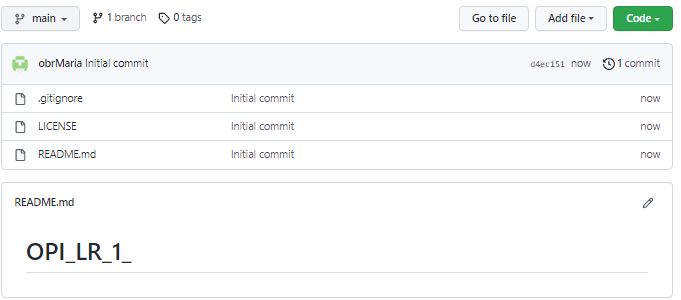 main 1 branch 0 tags Go to file Add file Code
obrMaria Initial commit d4ec151 now 1 commit
.gitignore Initial commit now
LICENSE Initial commit now
README.md Initial commit now
README.md
OPI_LR_1_